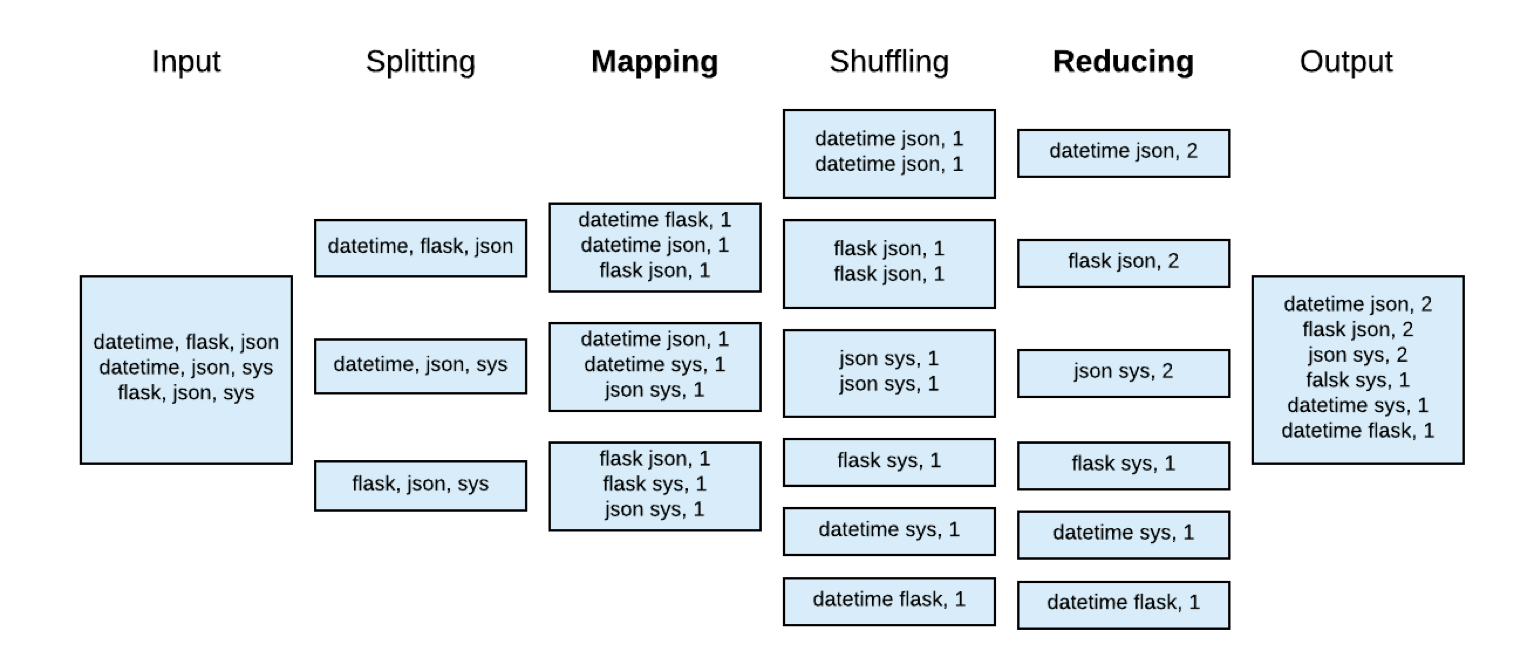 Input
Splitting
Mapping
Shuffling
Reducing
Output
datetime, flask, json
datetime, json, sys
flask, json, sys
datetime, flask, json
datetime, json, sys
flask, json, sys
datetime flask, 1
datetime json, 1
flask json, 1
datetime json, 1
datetime sys, 1
json sys, 1
flask json, 1
flask sys, 1
json sys, 1
datetime json, 1
datetime json, 1
flask json, 1
flask json, 1
json sys, 1
json sys, 1
flask sys, 1
datetime sys, 1
datetime flask, 1
datetime json, 2
flask json, 2
json sys, 2
flask sys, 1
datetime sys, 1
datetime flask, 1
datetime json, 2
flask json, 2
json sys, 2
falsk sys, 1
datetime sys, 1
datetime flask, 1